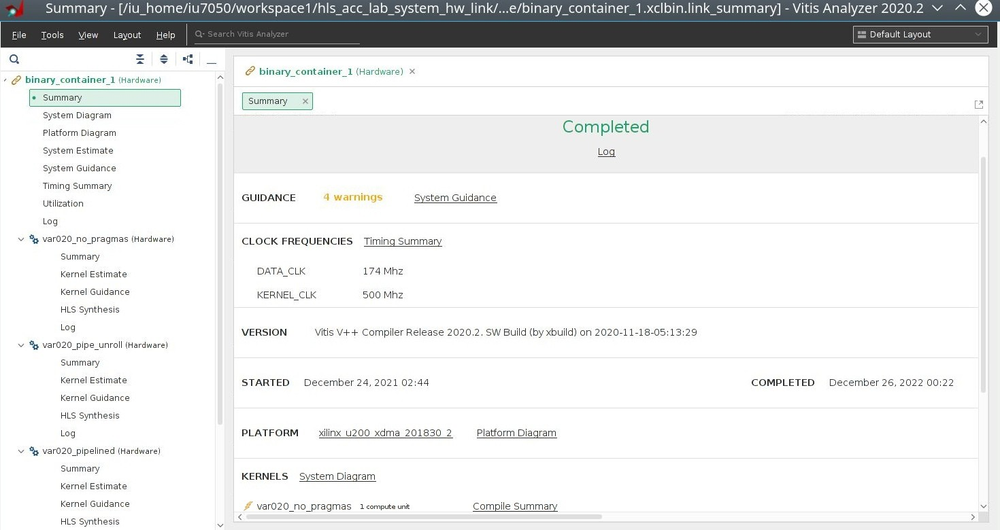 Summary - [/iu_home/iu7050/workspace1/hls_acc_lab_system_hw_link/...e/binary_container_1.xclbin.link_summary] - Vitis Analyzer 2020.2
File Tools View Layout Help Search Vitis Analyzer Default Layout
binary_container_1 (Hardware)
Summary
System Diagram
Platform Diagram
System Estimate
System Guidance
Timing Summary
Utilization
Log
var020_no_pragmas (Hardware)
Summary
Kernel Estimate
Kernel Guidance
HLS Synthesis
Log
var020_pipe_unroll (Hardware)
Summary
Kernel Estimate
Kernel Guidance
HLS Synthesis
Log
var020_pipelined (Hardware)
Summary
Kernel Estimate
Kernel Guidance
HLS Synthesis
binary_container_1 (Hardware)
Summary
Completed
Log
GUIDANCE 4 warnings System Guidance
CLOCK FREQUENCIES Timing Summary
DATA_CLK 174 Mhz
KERNEL_CLK 500 Mhz
VERSION Vitis V++ Compiler Release 2020.2. SW Build (by xbuild) on 2020-11-18-05:13:29
STARTED December 24, 2021 02:44 COMPLETED December 26, 2022 00:22
PLATFORM xilinx_u200_xdma_201830_2 Platform Diagram
KERNELS System Diagram
var020_no_pragmas 1 compute unit Compile Summary